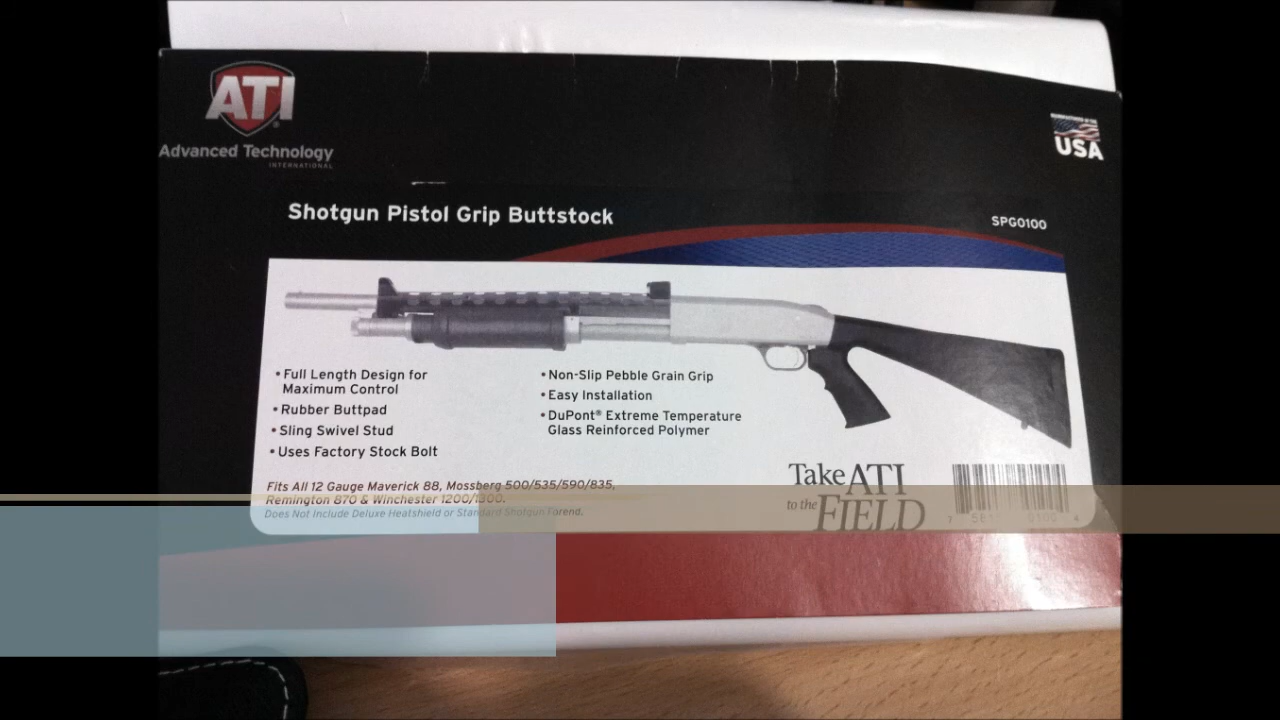 ATI
Advanced Technology
INTERNATIONAL
USA
Shotgun Pistol Grip Buttstock
SPG0100
• Full Length Design for
Maximum Control
• Rubber Buttpad
• Sling Swivel Stud
• Uses Factory Stock Bolt
• Non-Slip Pebble Grain Grip
• Easy Installation
• DuPont® Extreme Temperature
Glass Reinforced Polymer
Fits All 12 Gauge Maverick 88, Mossberg 500/535/590/835,
Remington 870 & Winchester 1200/1300.
Does Not Include Deluxe Heatshield or Standard Shotgun Forend.
Take ATI
to the FIELD